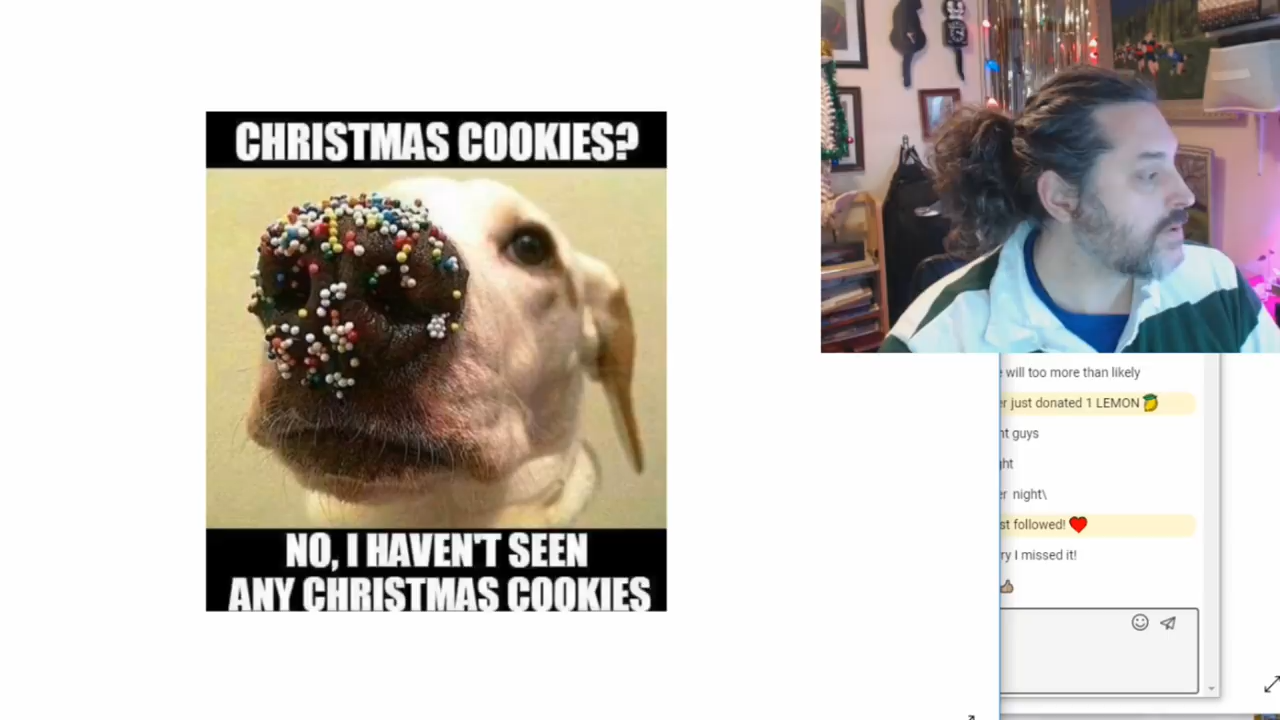 CHRISTMAS COOKIES?
NO, I HAVEN'T SEEN
ANY CHRISTMAS COOKIES
will too more than likely
just donated 1 LEMON 🍋
guys
night\
followed! ❤️
I missed it!
👍🏽